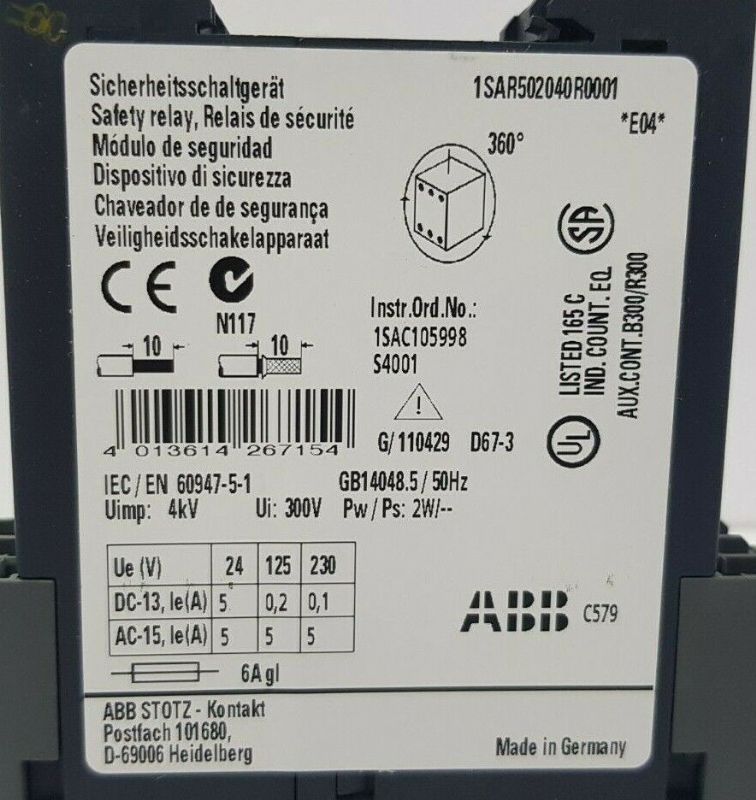 Sicherheitsschaltgerät
1SAR502040R0001
Safety relay, Relais de sécurité
*E04*
Módulo de seguridad
360°
Dispositivo di sicurezza
Chaveador de de segurança
Veiligheidsschakelapparaat
CE
N117
10
10
Instr.Ord.No.:
1SAC105998
S4001
SA
LISTED 165 C
IND. CONT. EQ.
AUX.CONT.B300/R300
UL
!
4 013614 267154
G/110429 D67-3
IEC/EN 60947-5-1
GB14048.5/50Hz
Uimp: 4kV Ui: 300V Pw/Ps: 2W/--
Ue (V) 24 125 230
DC-13, Ie(A) 5 0,2 0,1
AC-15, Ie(A) 5 5 5
ABB C579
6A gl
ABB STOTZ - Kontakt
Postfach 101680,
D-69006 Heidelberg
Made in Germany